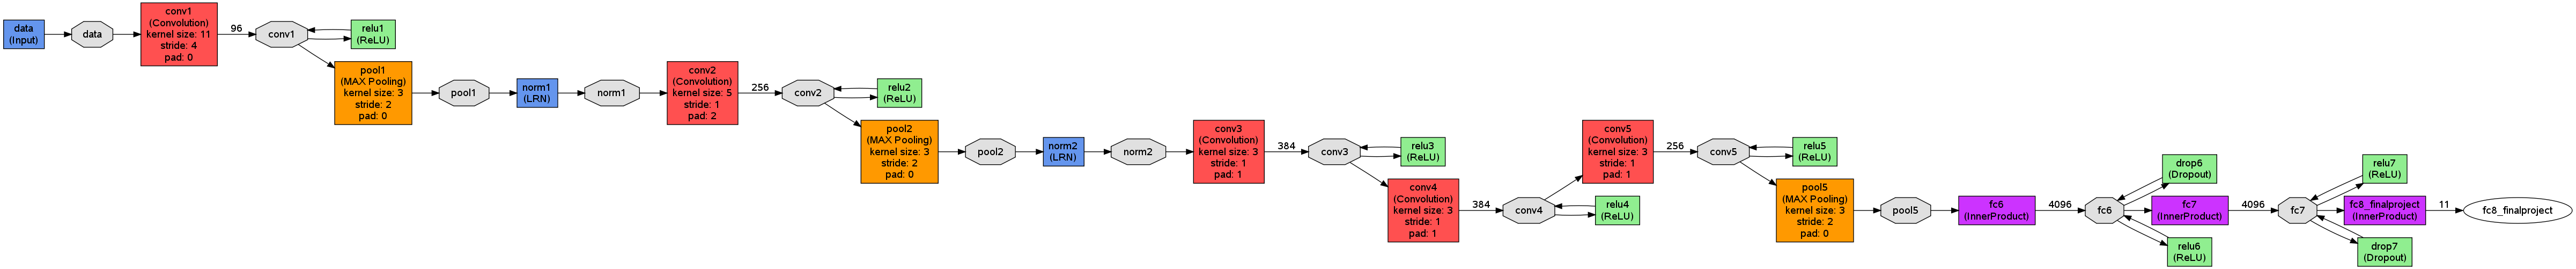 data
(Input)
data
conv1
(Convolution)
kernel size: 11
stride: 4
pad: 0
96
conv1
relu1
(ReLU)
pool1
(MAX Pooling)
kernel size: 3
stride: 2
pad: 0
pool1
norm1
(LRN)
norm1
conv2
(Convolution)
kernel size: 5
stride: 1
pad: 2
256
conv2
relu2
(ReLU)
pool2
(MAX Pooling)
kernel size: 3
stride: 2
pad: 0
pool2
norm2
(LRN)
norm2
conv3
(Convolution)
kernel size: 3
stride: 1
pad: 1
384
conv3
relu3
(ReLU)
conv4
(Convolution)
kernel size: 3
stride: 1
pad: 1
384
conv4
relu4
(ReLU)
conv5
(Convolution)
kernel size: 3
stride: 1
pad: 1
256
conv5
relu5
(ReLU)
pool5
(MAX Pooling)
kernel size: 3
stride: 2
pad: 0
pool5
fc6
(InnerProduct)
4096
fc6
drop6
(Dropout)
relu6
(ReLU)
fc7
(InnerProduct)
4096
fc7
relu7
(ReLU)
drop7
(Dropout)
fc8_finalproject
(InnerProduct)
11
fc8_finalproject